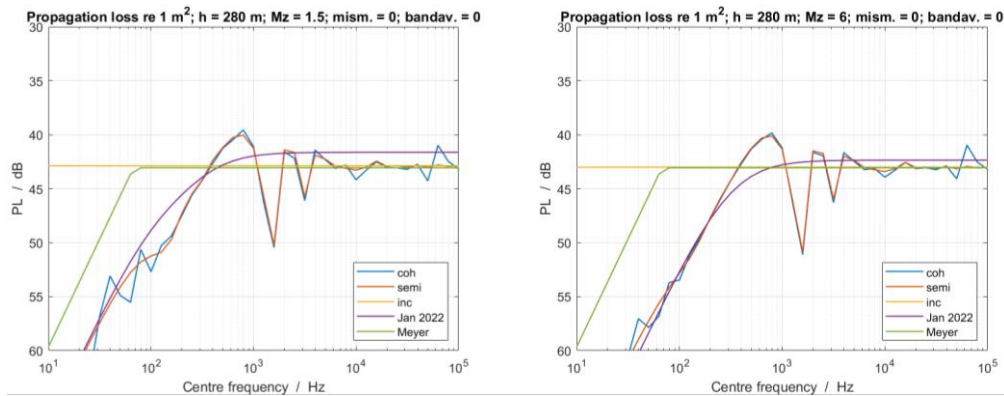 Propagation loss re 1 m²; h = 280 m; Mz = 1.5; mism. = 0; bandav. = 0
30
35
40
45
50
55
60
PL / dB
10¹ 10² 10³ 10⁴ 10⁵
Centre frequency / Hz
coh
semi
inc
Jan 2022
Meyer
Propagation loss re 1 m²; h = 280 m; Mz = 6; mism. = 0; bandav. = 0
30
35
40
45
50
55
60
PL / dB
10¹ 10² 10³ 10⁴ 10⁵
Centre frequency / Hz
coh
semi
inc
Jan 2022
Meyer